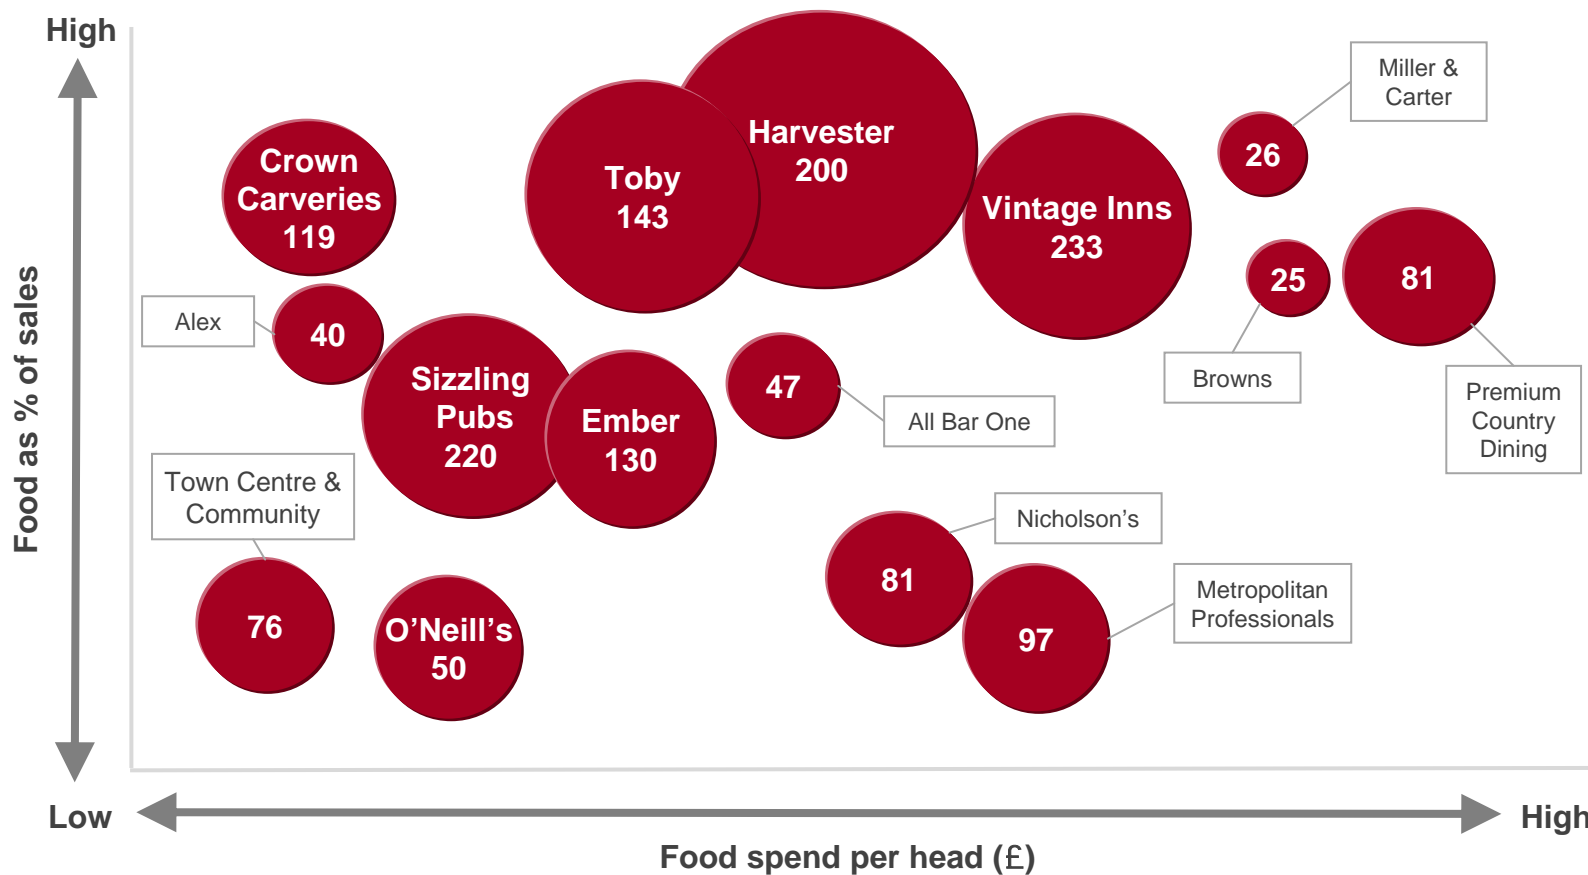 High
Miller &
Carter
Harvester
200
Crown
Carveries
119
Toby
143
26
Vintage Inns
233
25
81
Alex
40
Browns
Premium
Country
Dining
Sizzling
Pubs
220
Ember
130
47
All Bar One
Town Centre &
Community
Nicholson’s
81
Metropolitan
Professionals
76
O’Neill’s
50
97
Food as % of sales
Low
High
Food spend per head (£)